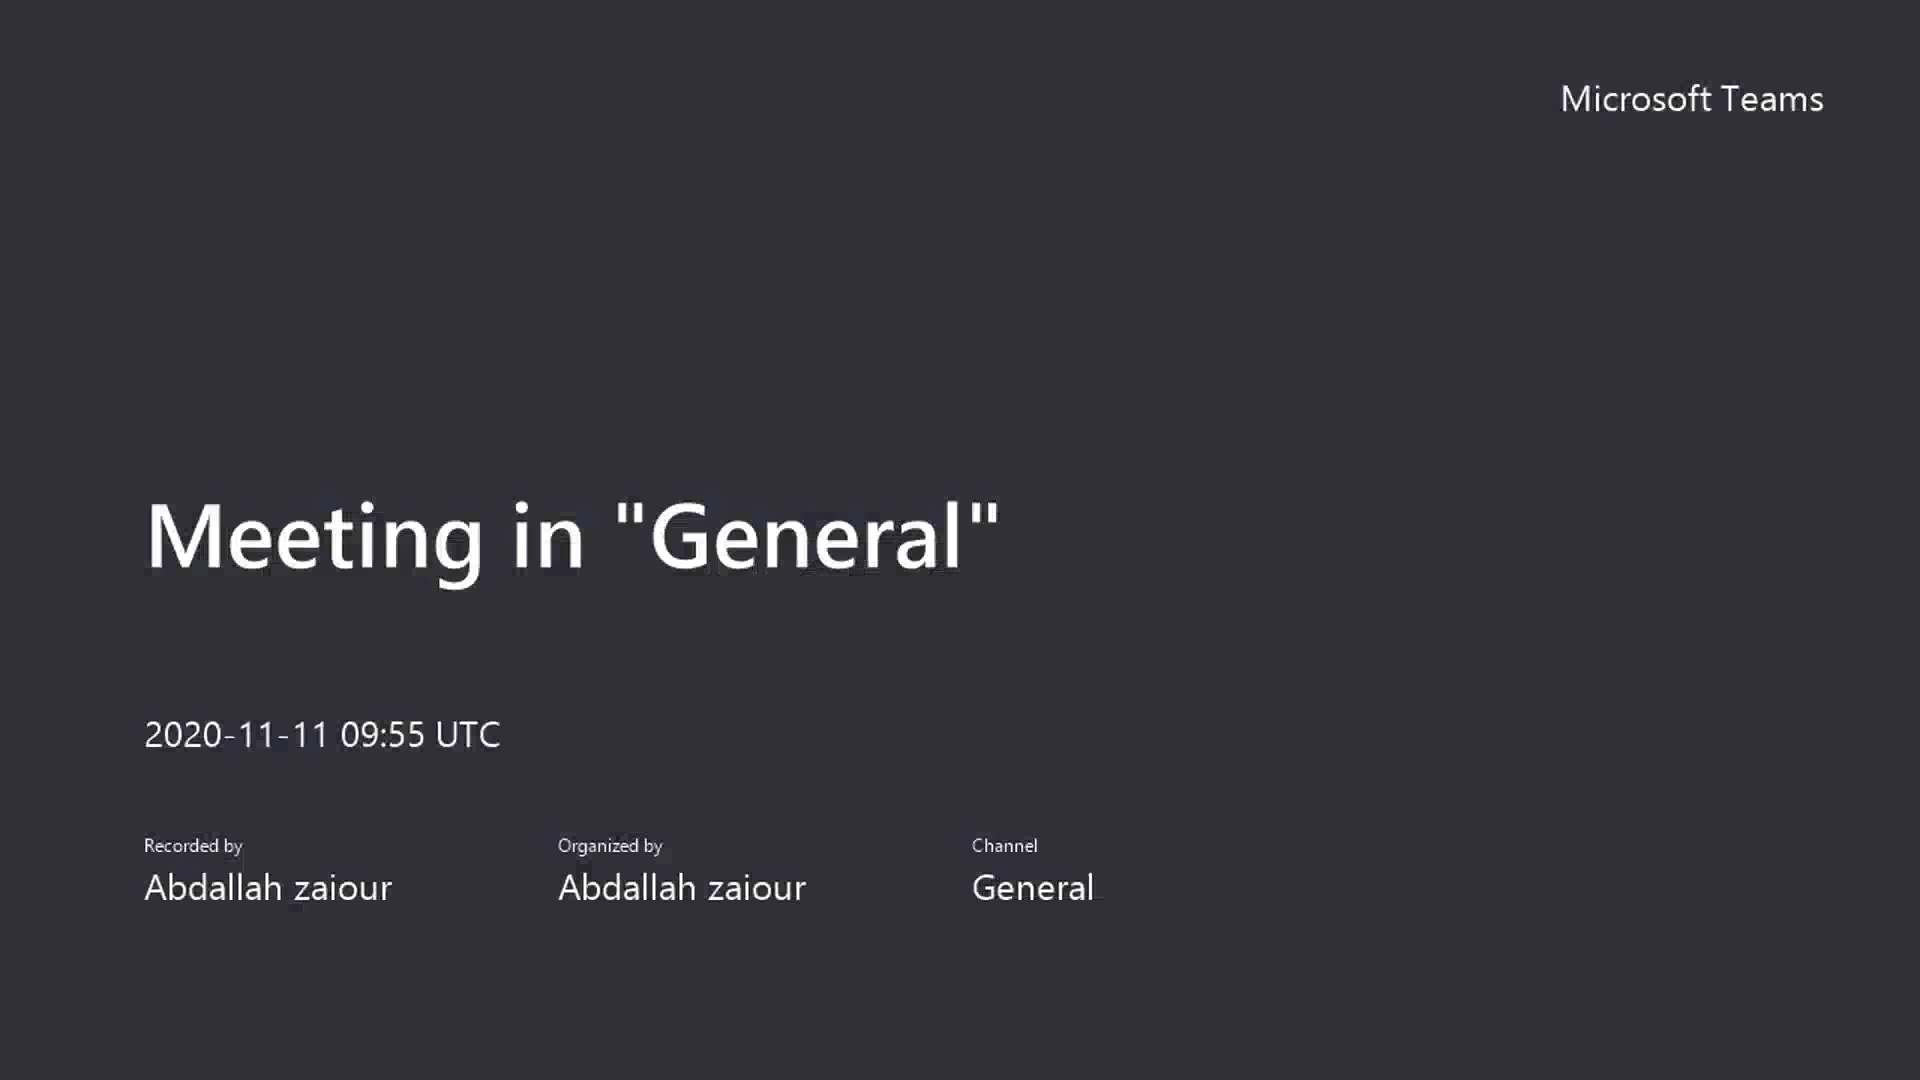 Microsoft Teams
Meeting in "General"
2020-11-11 09:55 UTC
Recorded by
Abdallah zaiour
Organized by
Abdallah zaiour
Channel
General